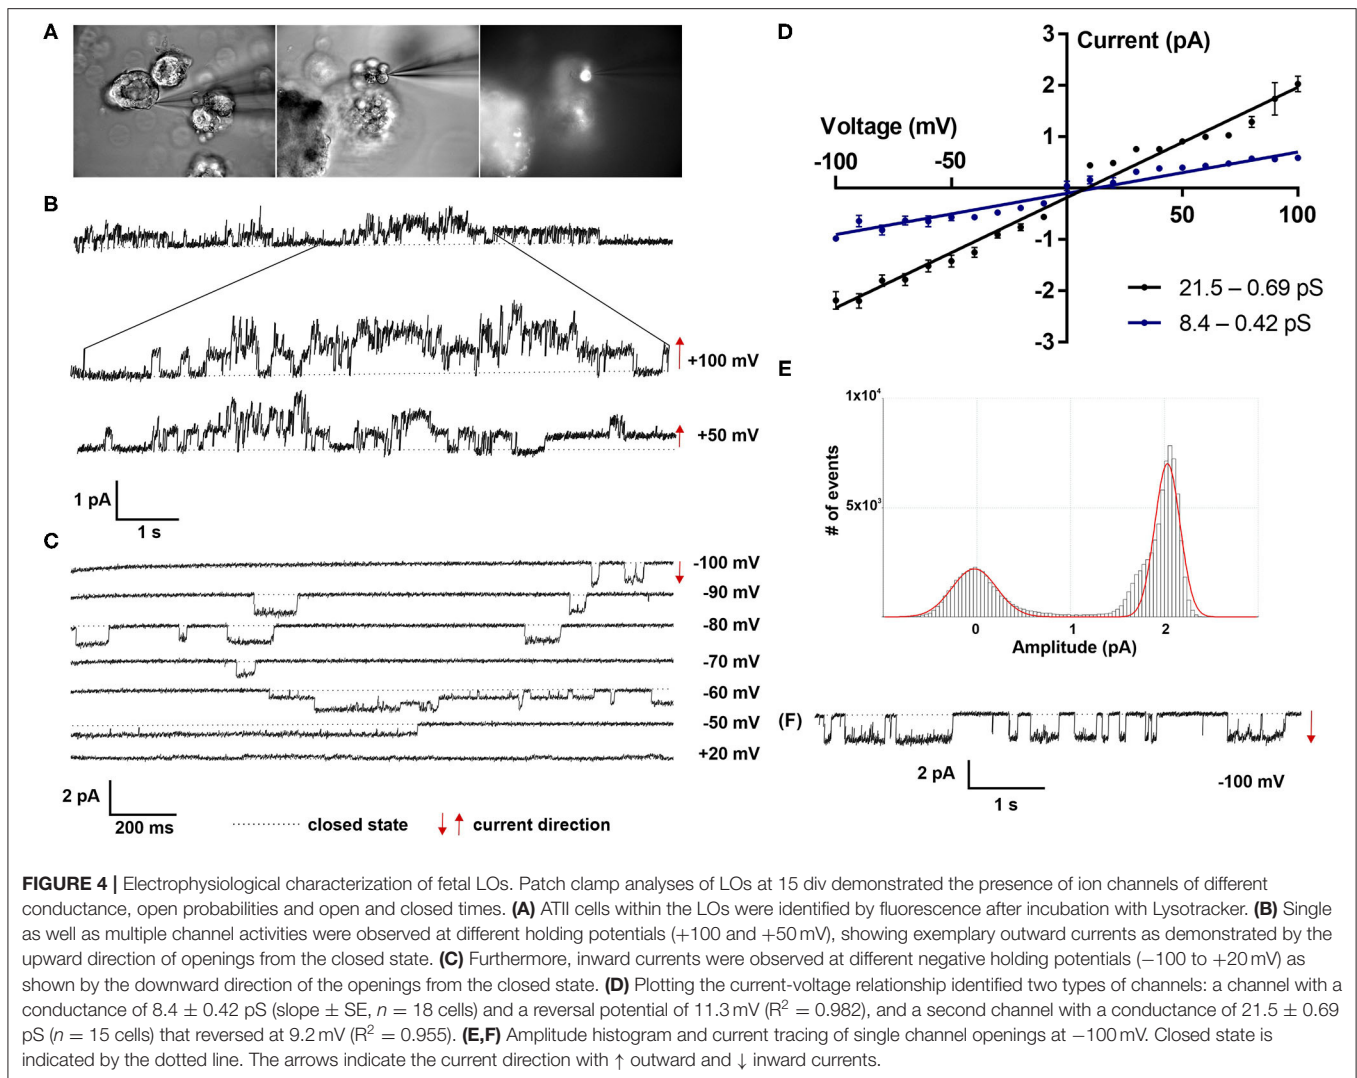 A
B
+100 mV
+50 mV
1 pA
1 s
C
-100 mV
-90 mV
-80 mV
-70 mV
-60 mV
-50 mV
+20 mV
2 pA
200 ms
closed state
↓ ↑ current direction
D
3
Current (pA)
2
Voltage (mV)
1
-100
-50
50
100
-1
-2
-3
21.5 – 0.69 pS
8.4 – 0.42 pS
E
1x10⁴
5x10³
# of events
0
1
2
Amplitude (pA)
(F)
2 pA
1 s
-100 mV
FIGURE 4 | Electrophysiological characterization of fetal LOs. Patch clamp analyses of LOs at 15 div demonstrated the presence of ion channels of different
conductance, open probabilities and open and closed times. (A) ATII cells within the LOs were identified by fluorescence after incubation with Lysotracker. (B) Single
as well as multiple channel activities were observed at different holding potentials (+100 and +50 mV), showing exemplary outward currents as demonstrated by the
upward direction of openings from the closed state. (C) Furthermore, inward currents were observed at different negative holding potentials (−100 to +20 mV) as
shown by the downward direction of the openings from the closed state. (D) Plotting the current-voltage relationship identified two types of channels: a channel with a
conductance of 8.4 ± 0.42 pS (slope ± SE, n = 18 cells) and a reversal potential of 11.3 mV (R² = 0.982), and a second channel with a conductance of 21.5 ± 0.69
pS (n = 15 cells) that reversed at 9.2 mV (R² = 0.955). (E,F) Amplitude histogram and current tracing of single channel openings at −100 mV. Closed state is
indicated by the dotted line. The arrows indicate the current direction with ↑ outward and ↓ inward currents.